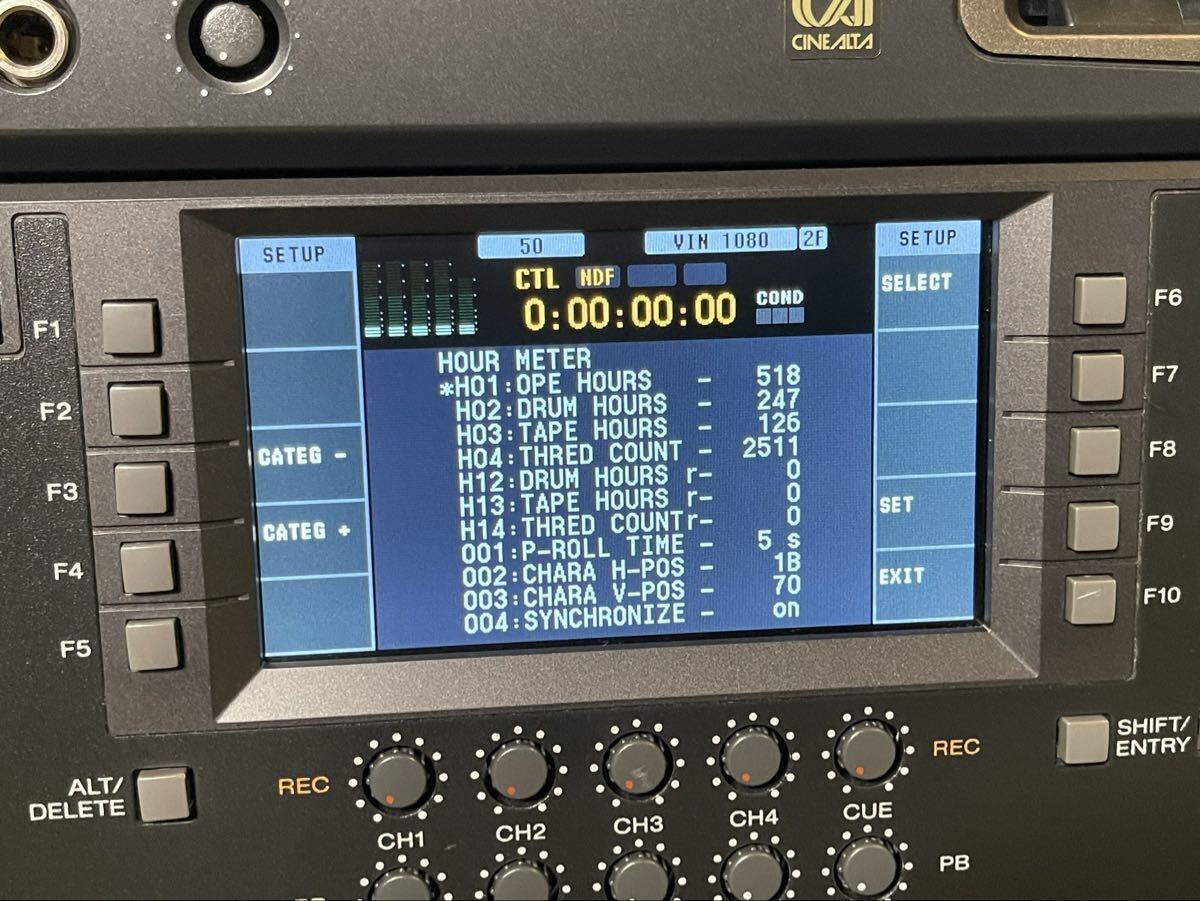 CINEALTA
SETUP
50
VIN 1080
2F
SETUP
CTL NDF
0:00:00:00
COND
SELECT
HOUR METER
*H01:OPE HOURS - 518
H02:DRUM HOURS - 247
H03:TAPE HOURS - 126
H04:THRED COUNT - 2511
H12:DRUM HOURS r- 0
H13:TAPE HOURS r- 0
H14:THRED COUNTr- 0
001:P-ROLL TIME - 5 s
002:CHARA H-POS - 1B
003:CHARA V-POS - 70
004:SYNCHRONIZE - on
CATEG -
CATEG +
SET
EXIT
F1
F2
F3
F4
F5
F6
F7
F8
F9
F10
ALT/
DELETE
SHIFT/
ENTRY
REC
REC
CH1
CH2
CH3
CH4
CUE
PB